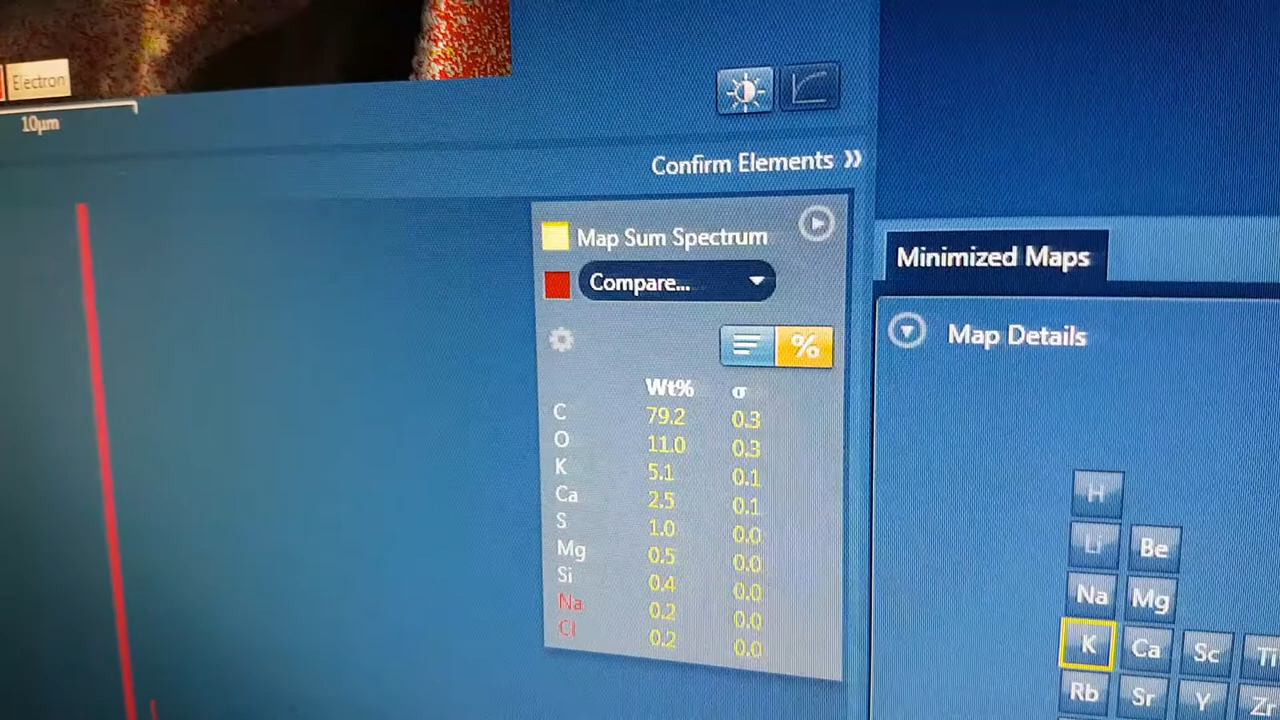 Electron
10μm
Confirm Elements »
Map Sum Spectrum
Compare...
%
Wt% σ
C 79.2 0.3
O 11.0 0.3
K 5.1 0.1
Ca 2.5 0.1
S 1.0 0.0
Mg 0.5 0.0
Si 0.4 0.0
Na 0.2 0.0
Cl 0.2 0.0
Minimized Maps
Map Details
H
Li Be
Na Mg
K Ca Sc Ti
Rb Sr Y Zr